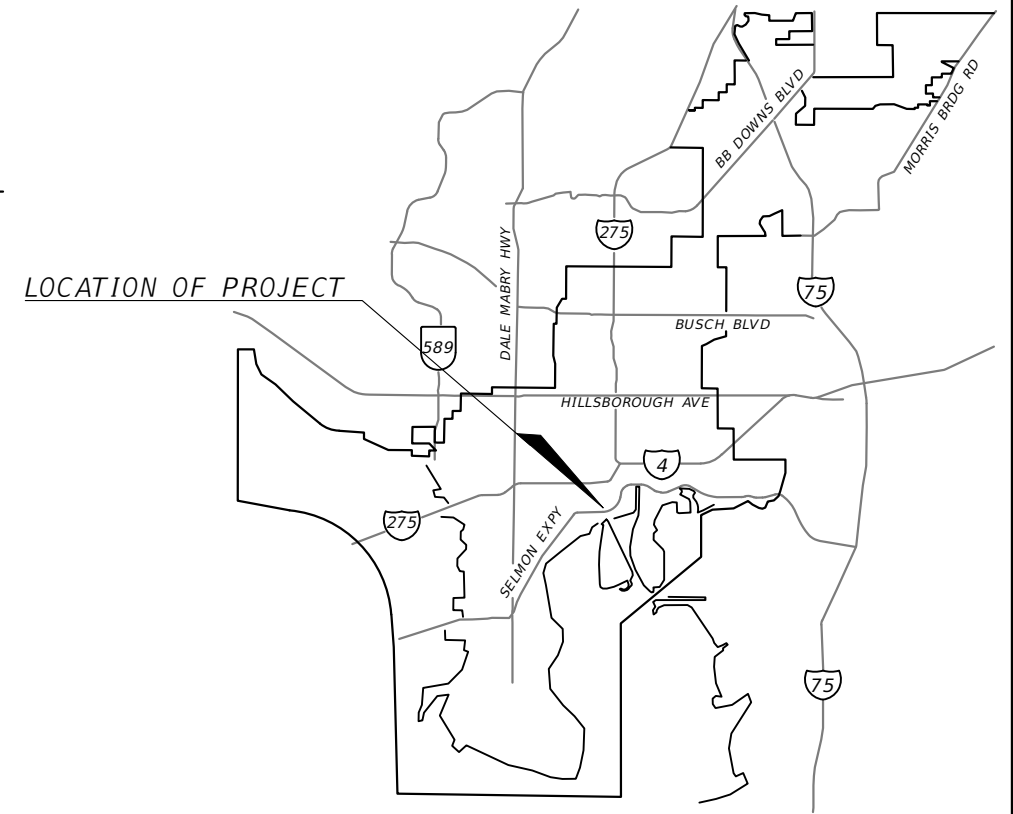 BB DOWNS BLVD
MORRIS BRDG RD
275
DALE MABRY HWY
LOCATION OF PROJECT
75
BUSCH BLVD
589
HILLSBOROUGH AVE
4
275
SELMON EXPY
75